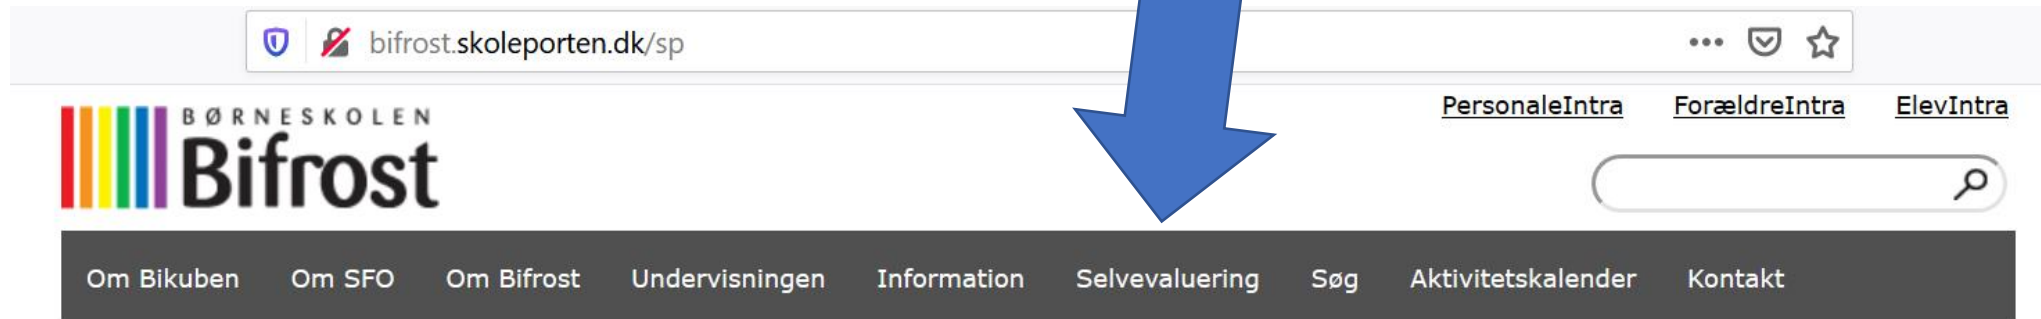 bifrost.skoleporten.dk/sp
PersonaleIntra ForældreIntra ElevIntra
BØRNESKOLEN
Bifrost
Om Bikuben Om SFO Om Bifrost Undervisningen Information Selvevaluering Søg Aktivitetskalender Kontakt